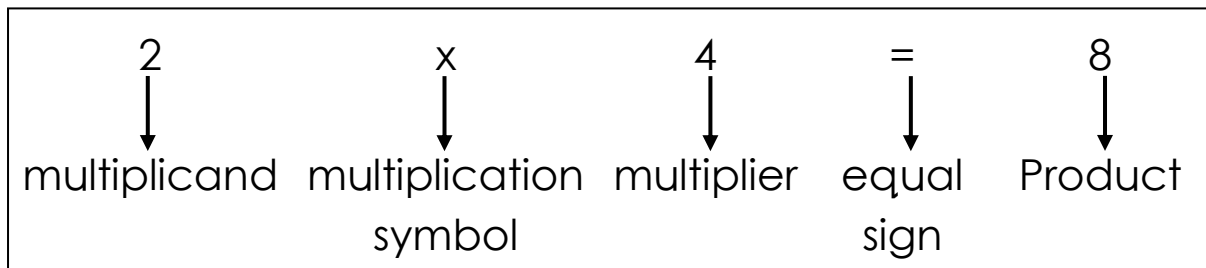 2 x 4 = 8
multiplicand multiplication multiplier equal Product
symbol sign